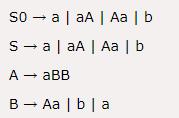 S0 → a | aA | Aa | b
S → a | aA | Aa | b
A → aBB
B → Aa | b | a